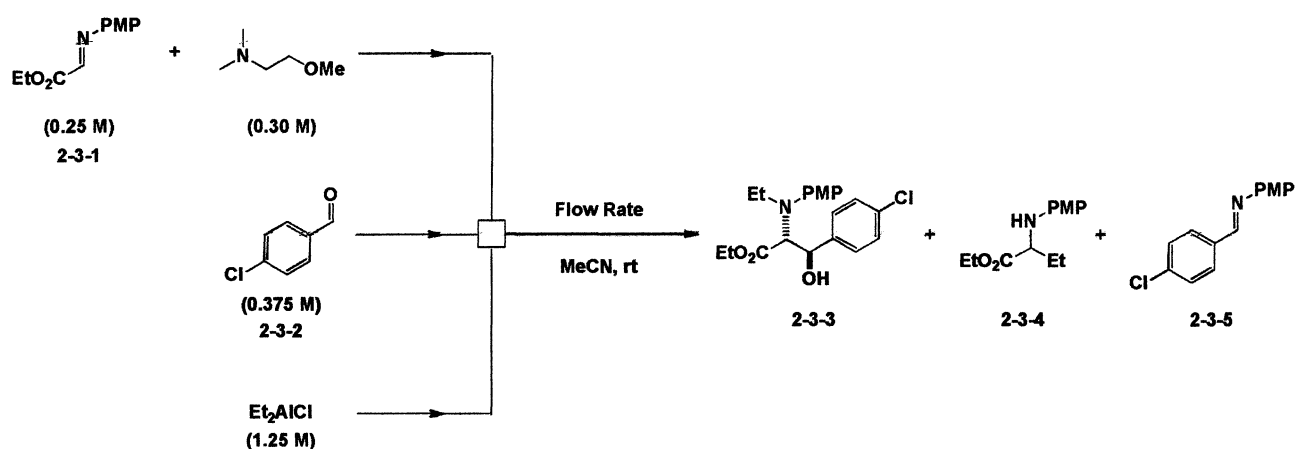 N-PMP
EtO2C
+
N
OMe
(0.25 M)
2-3-1
(0.30 M)
O
Cl
(0.375 M)
2-3-2
Et2AlCl
(1.25 M)
Flow Rate
MeCN, rt
Et
N
PMP
Cl
EtO2C
OH
2-3-3
+
HN-PMP
EtO2C
Et
2-3-4
+
N-PMP
Cl
2-3-5